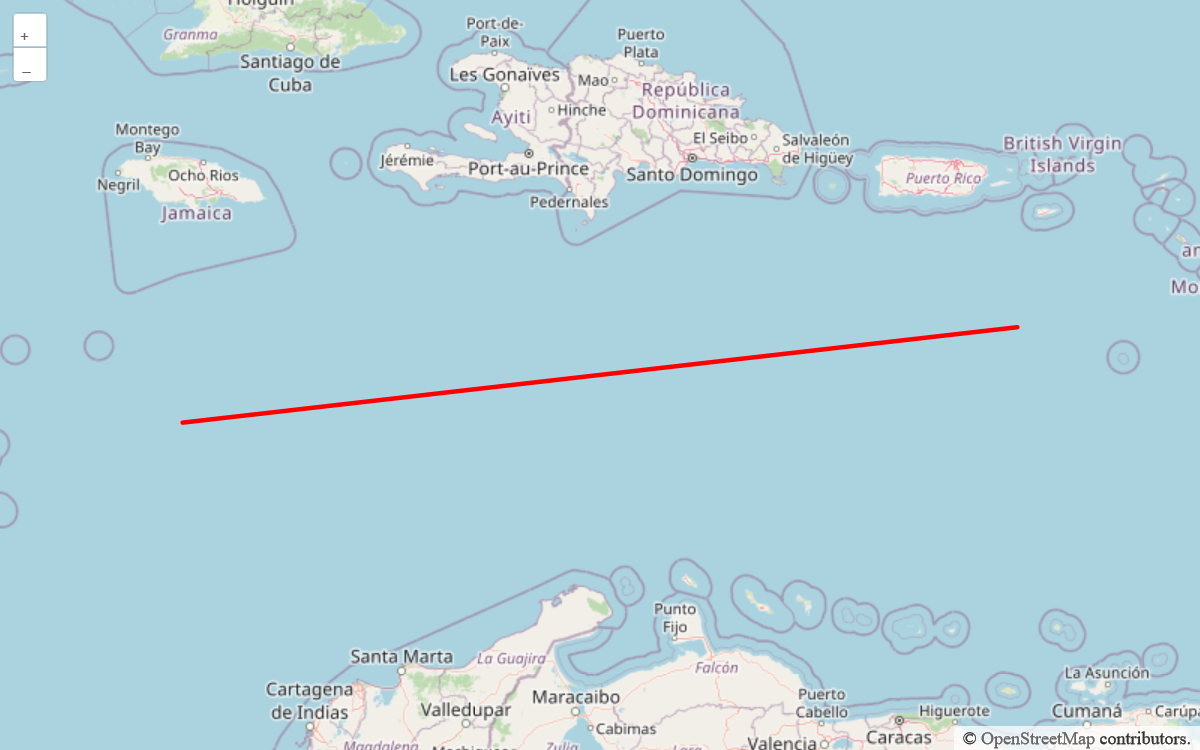 +
–
Holguín
Granma
Santiago de
Cuba
Port-de-
Paix
Puerto
Plata
Les Gonaïves
Mao
República
Dominicana
Hinche
Ayiti
El Seibo
Salvaleón
de Higüey
Montego
Bay
Jérémie
Port-au-Prince
Santo Domingo
British Virgin
Islands
Negril
Ocho Rios
Puerto Rico
Jamaica
Pedernales
an
Mo
Punto
Fijo
Santa Marta
La Guajira
Falcón
La Asunción
Cartagena
de Indias
Maracaibo
Puerto
Cabello
Valledupar
Higuerote
Cumaná
Carúpa
Cabimas
Caracas
Magdalena
Zulia
Lara
Valencia
© OpenStreetMap contributors.